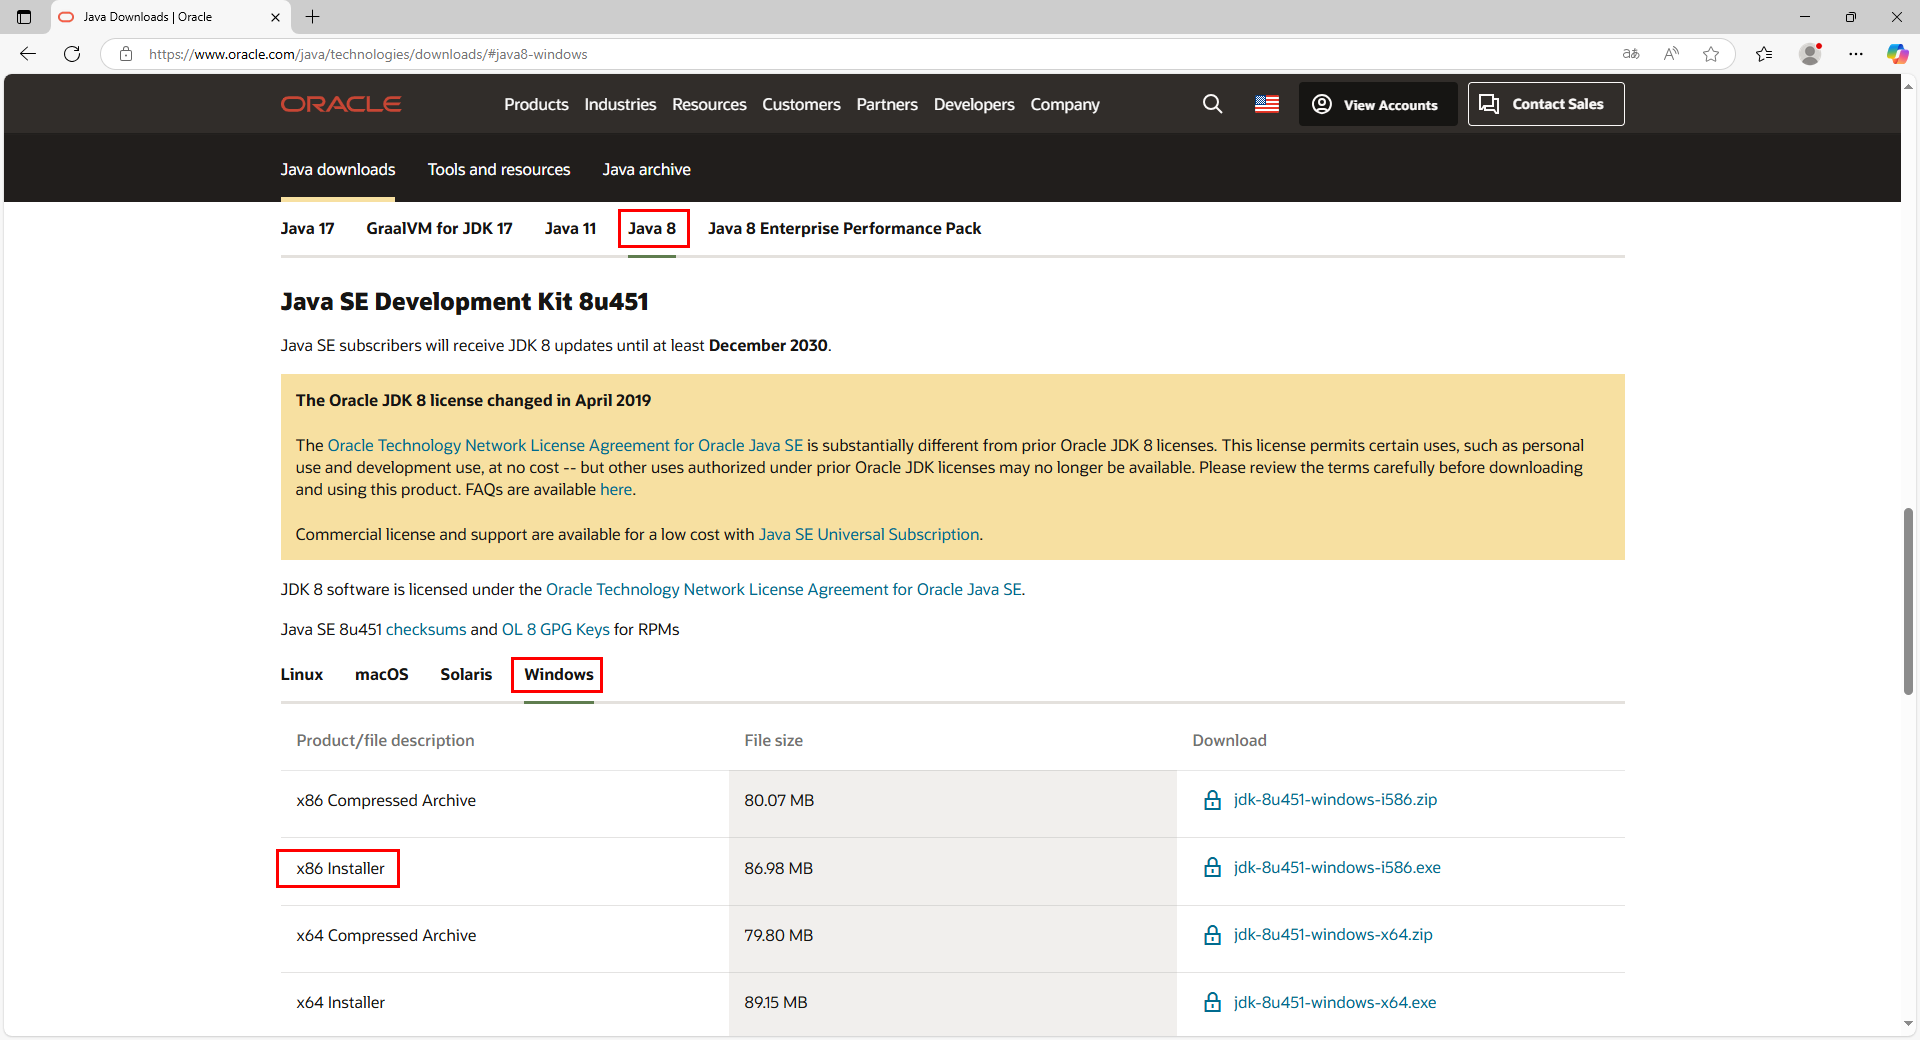 Java Downloads | Oracle
https://www.oracle.com/java/technologies/downloads/#java8-windows
ORACLE
Products Industries Resources Customers Partners Developers Company
View Accounts
Contact Sales
Java downloads Tools and resources Java archive
Java 17 GraalVM for JDK 17 Java 11 Java 8 Java 8 Enterprise Performance Pack
Java SE Development Kit 8u451
Java SE subscribers will receive JDK 8 updates until at least December 2030.
The Oracle JDK 8 license changed in April 2019
The Oracle Technology Network License Agreement for Oracle Java SE is substantially different from prior Oracle JDK 8 licenses. This license permits certain uses, such as personal
use and development use, at no cost -- but other uses authorized under prior Oracle JDK licenses may no longer be available. Please review the terms carefully before downloading
and using this product. FAQs are available here.
Commercial license and support are available for a low cost with Java SE Universal Subscription.
JDK 8 software is licensed under the Oracle Technology Network License Agreement for Oracle Java SE.
Java SE 8u451 checksums and OL 8 GPG Keys for RPMs
Linux macOS Solaris Windows
Product/file description File size Download
x86 Compressed Archive 80.07 MB jdk-8u451-windows-i586.zip
x86 Installer 86.98 MB jdk-8u451-windows-i586.exe
x64 Compressed Archive 79.80 MB jdk-8u451-windows-x64.zip
x64 Installer 89.15 MB jdk-8u451-windows-x64.exe